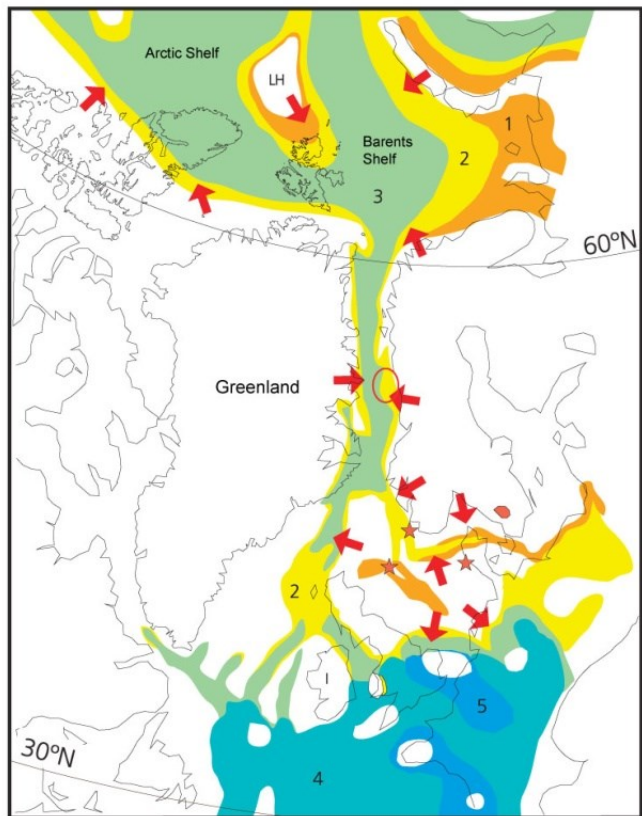 Arctic Shelf
LH
1
Barents
Shelf
2
3
60°N
Greenland
2
I
5
30°N
4